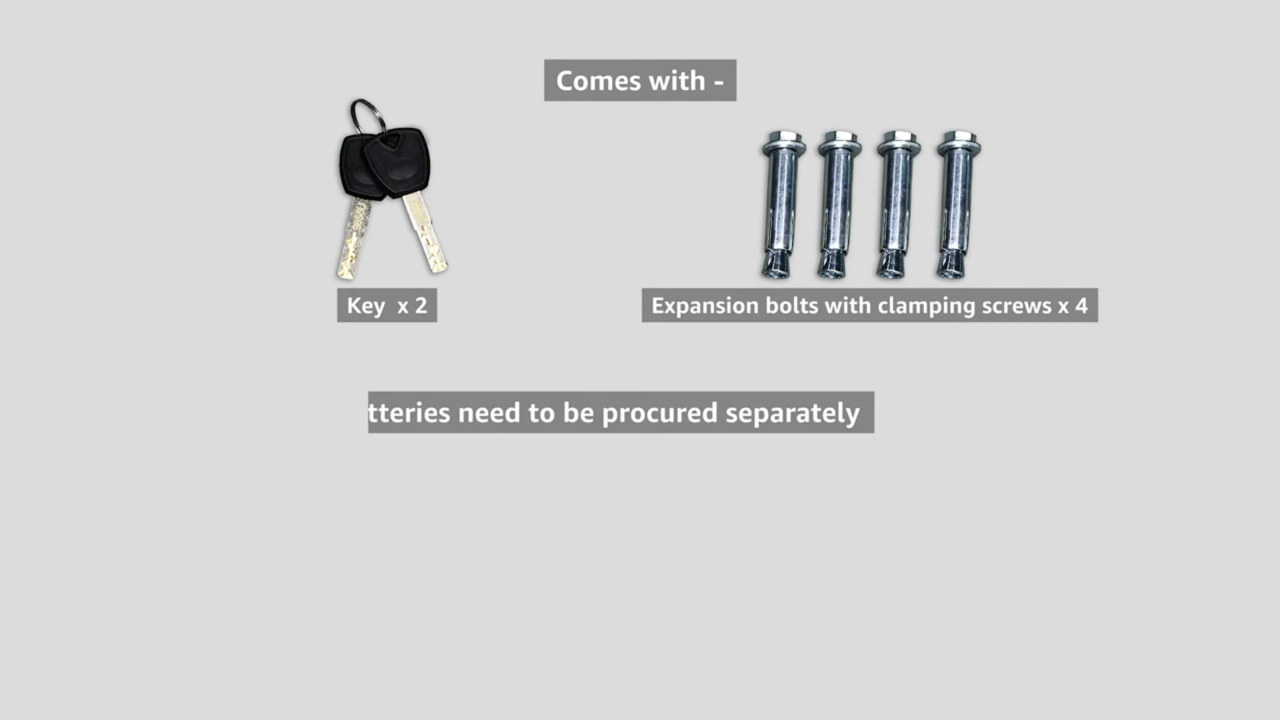 Comes with -
Key x 2
Expansion bolts with clamping screws x 4
tteries need to be procured separately